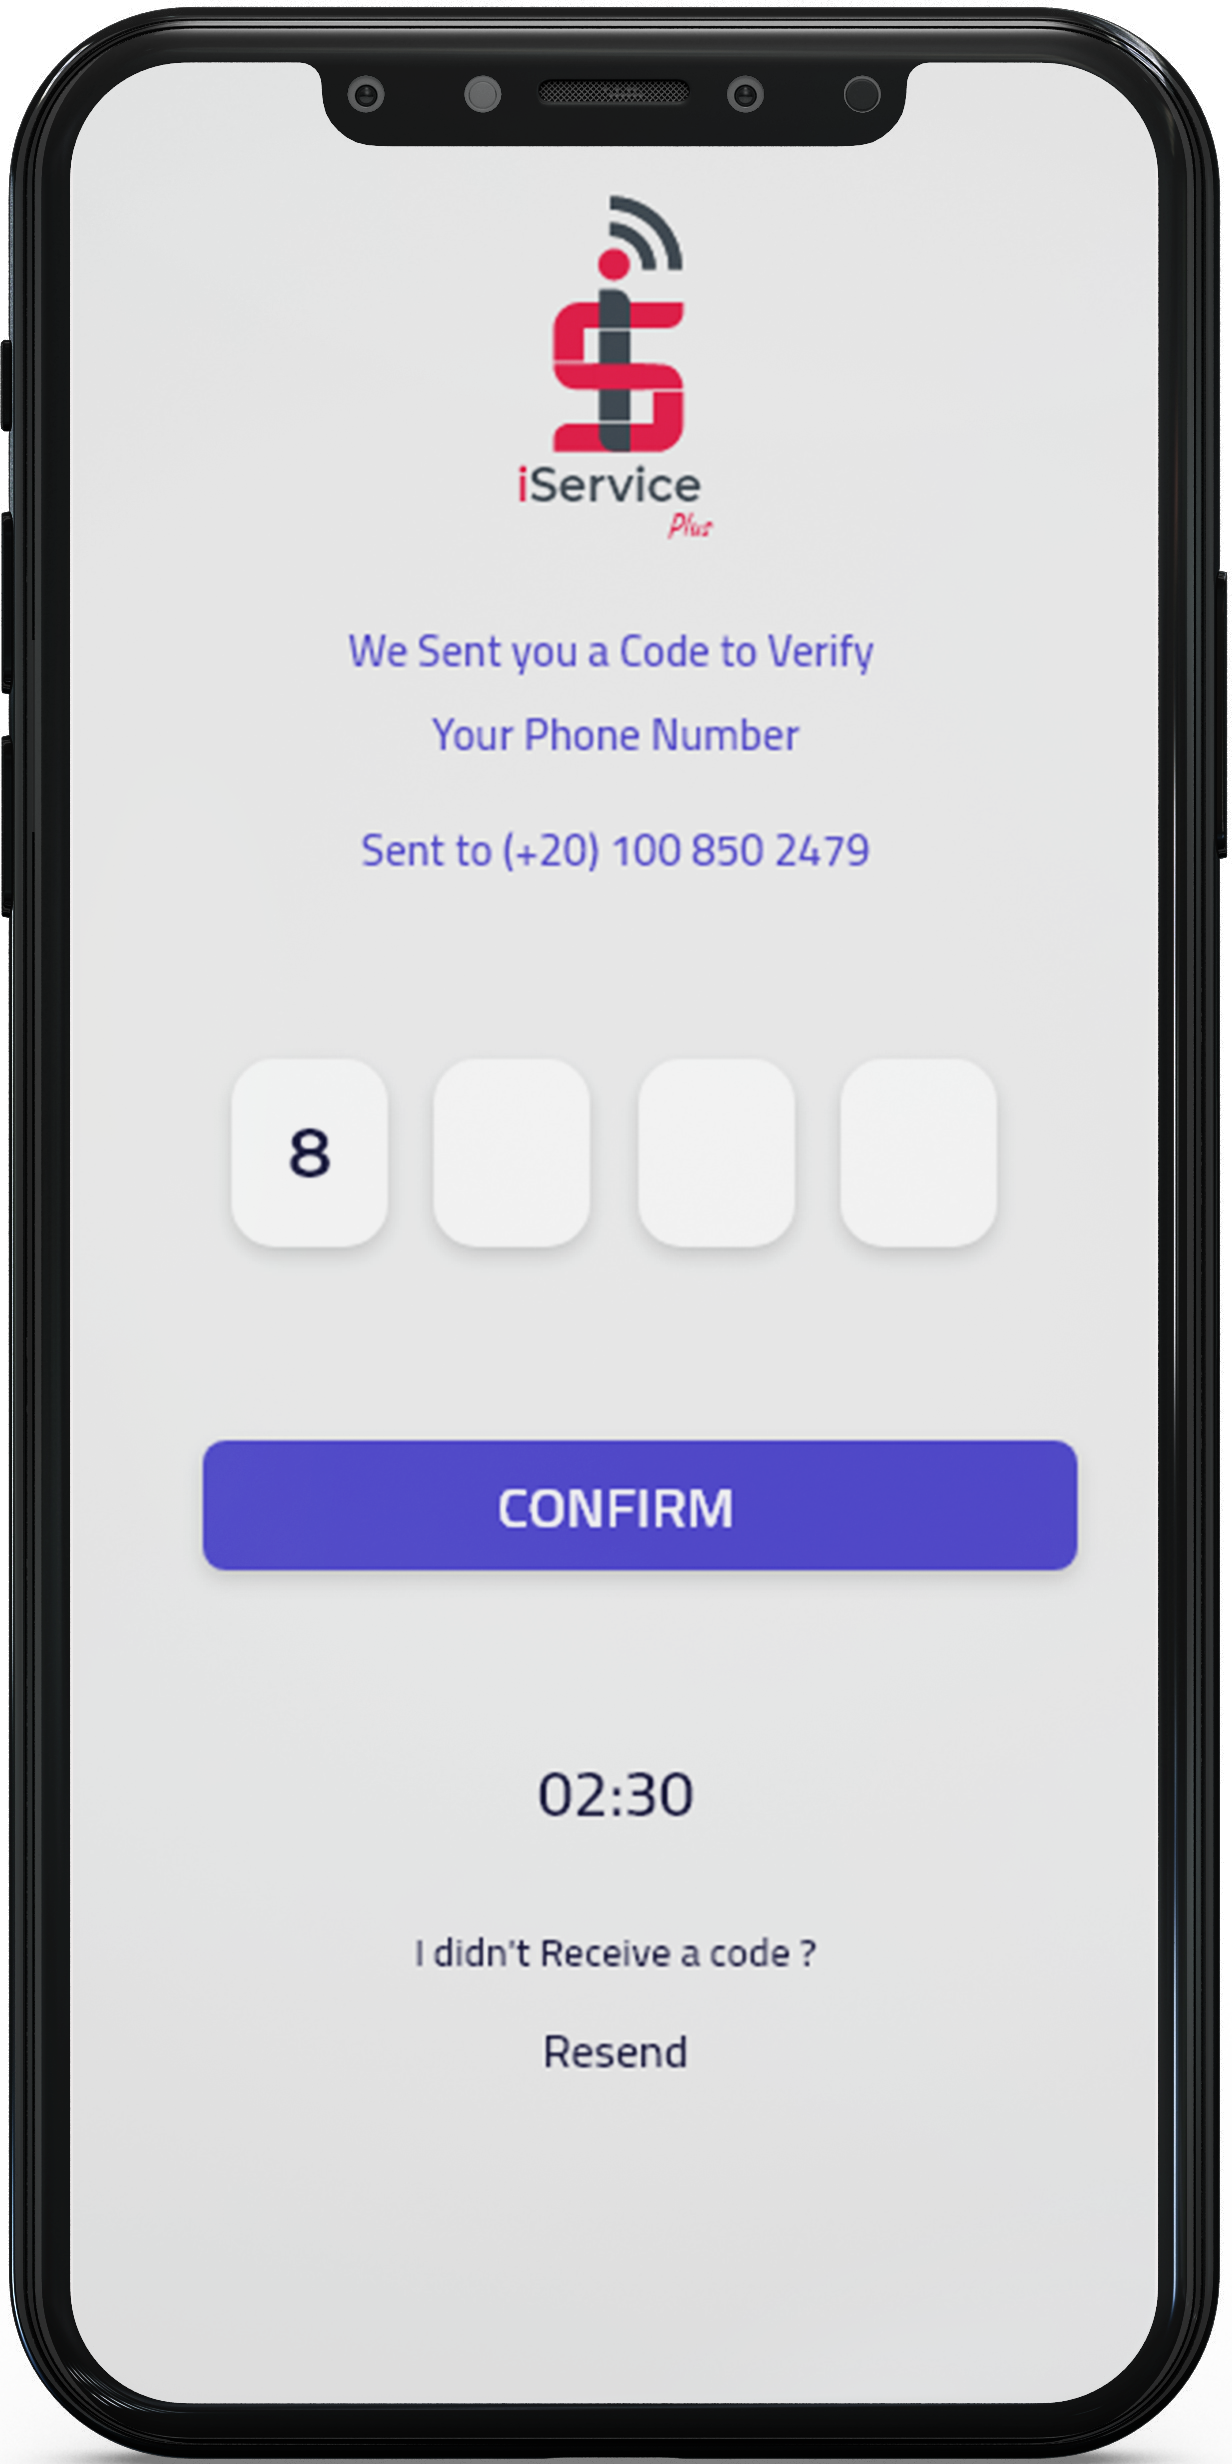 iService
Plus
We Sent you a Code to Verify
Your Phone Number
Sent to (+20) 100 850 2479
8
CONFIRM
02:30
I didn't Receive a code ?
Resend